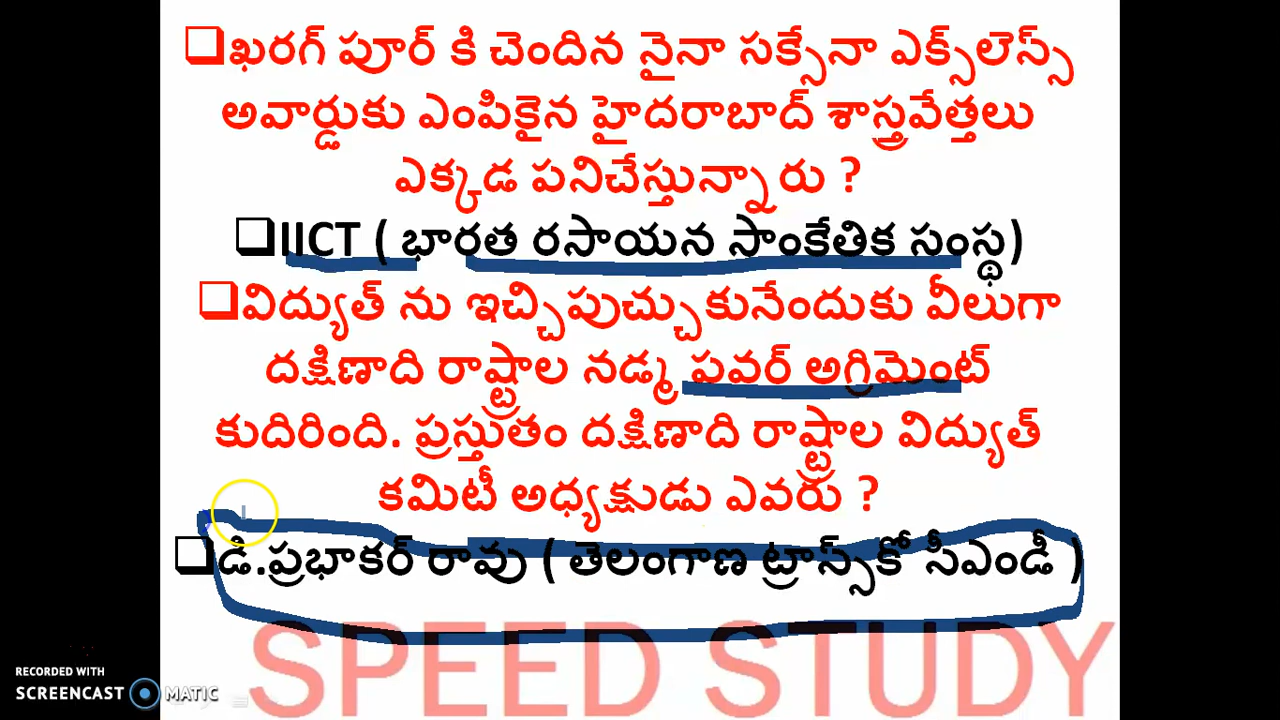 ❑ఖరగ్ పూర్ కి చెందిన నైనా సక్సేనా ఎక్స్‌లెన్స్
అవార్డుకు ఎంపికైన హైదరాబాద్ శాస్త్రవేత్తలు
ఎక్కడ పనిచేస్తున్నారు ?
❑IICT ( భారత రసాయన సాంకేతిక సంస్థ)
❑విద్యుత్ ను ఇచ్చిపుచ్చుకునేందుకు వీలుగా
దక్షిణాది రాష్ట్రాల నడ్మ పవర్ అగ్రిమెంట్
కుదిరింది. ప్రస్తుతం దక్షిణాది రాష్ట్రాల విద్యుత్
కమిటీ అధ్యక్షుడు ఎవరు ?
❑డి.ప్రభాకర్ రావు ( తెలంగాణ ట్రాన్స్‌కో సీఎండీ )
SPEED STUDY
RECORDED WITH
SCREENCAST MATIC